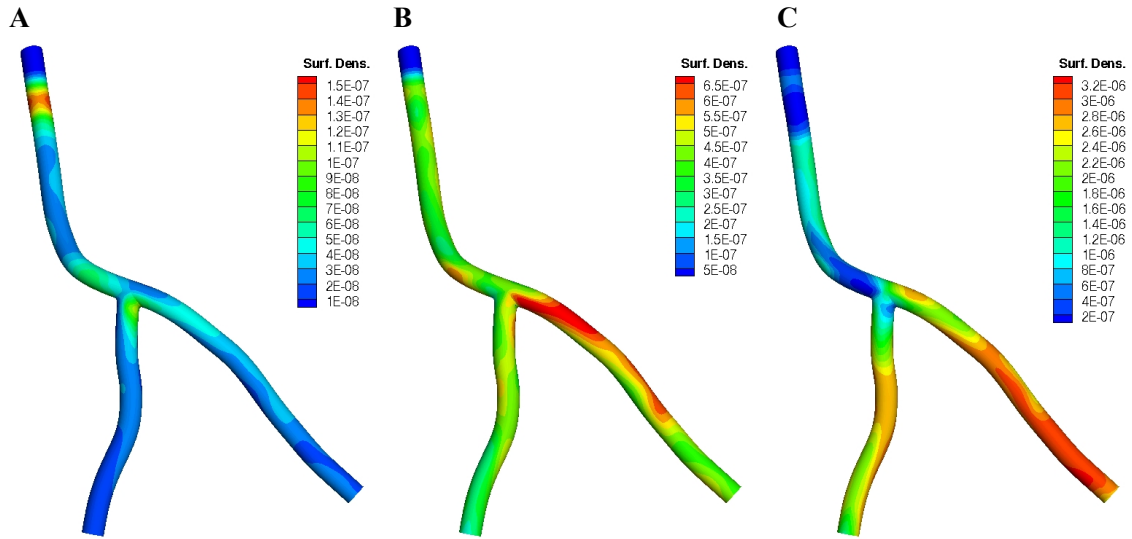 A
B
C
Surf. Dens.
1.5E-07
1.4E-07
1.3E-07
1.2E-07
1.1E-07
1E-07
9E-08
8E-08
7E-08
6E-08
5E-08
4E-08
3E-08
2E-08
1E-08
Surf. Dens.
6.5E-07
6E-07
5.5E-07
5E-07
4.5E-07
4E-07
3.5E-07
3E-07
2.5E-07
2E-07
1.5E-07
1E-07
5E-08
Surf. Dens.
3.2E-06
3E-06
2.8E-06
2.6E-06
2.4E-06
2.2E-06
2E-06
1.8E-06
1.6E-06
1.4E-06
1.2E-06
1E-06
8E-07
6E-07
4E-07
2E-07